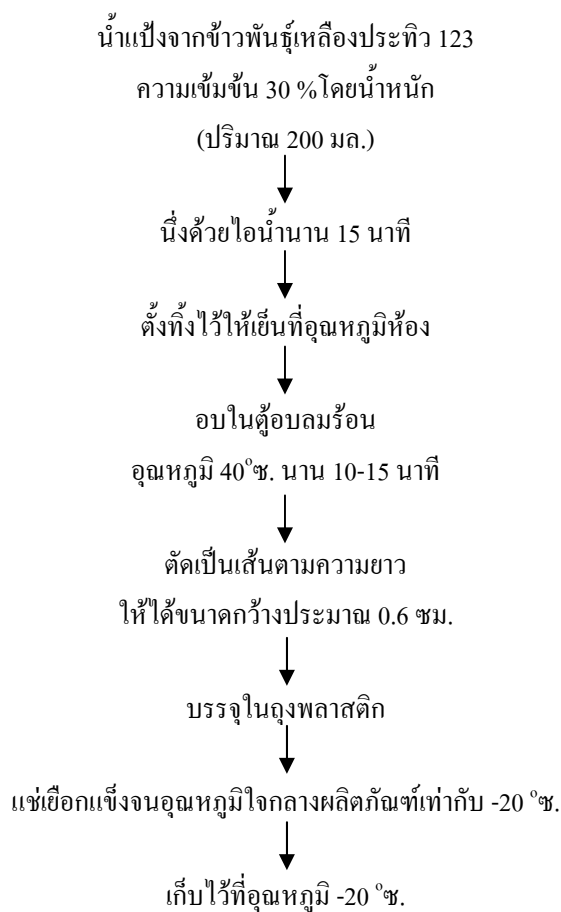 น้ำแป้งจากข้าวพันธุ์เหลืองประทิว 123
ความเข้มข้น 30 %โดยน้ำหนัก
(ปริมาณ 200 มล.)
นึ่งด้วยไอน้ำนาน 15 นาที
ตั้งทิ้งไว้ให้เย็นที่อุณหภูมิห้อง
อบในตู้อบลมร้อน
อุณหภูมิ 40°ซ. นาน 10-15 นาที
ตัดเป็นเส้นตามความยาว
ให้ได้ขนาดกว้างประมาณ 0.6 ซม.
บรรจุในถุงพลาสติก
แช่เยือกแข็งจนอุณหภูมิใจกลางผลิตภัณฑ์เท่ากับ -20 °ซ.
เก็บไว้ที่อุณหภูมิ -20 °ซ.